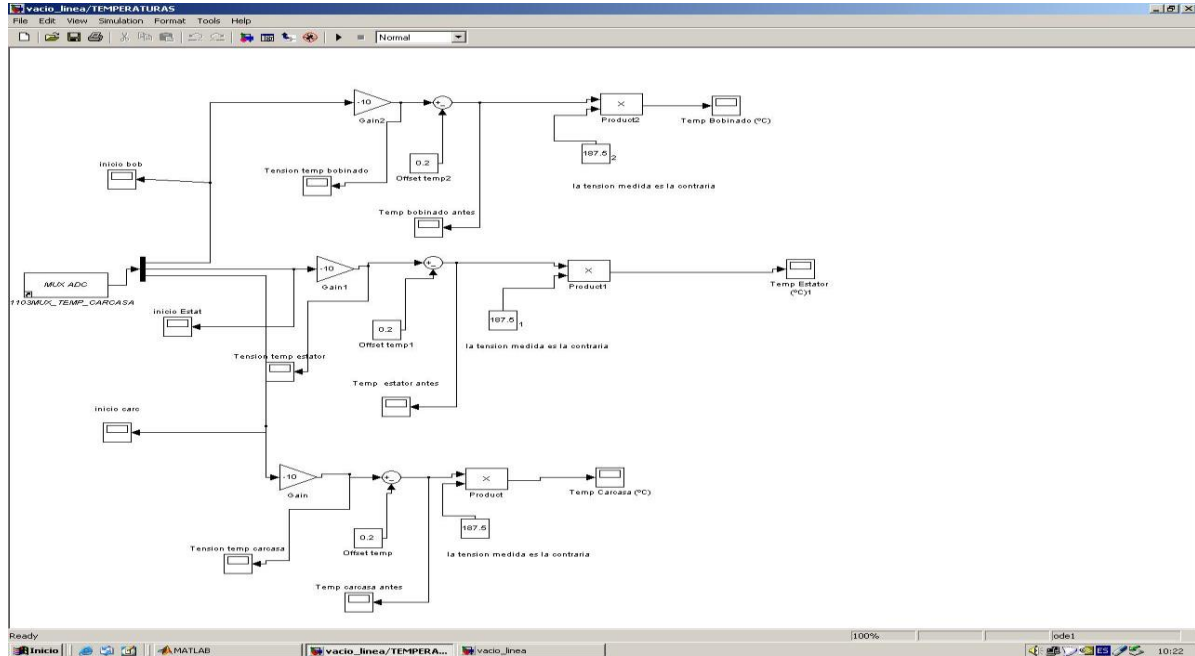 vacio_linea/TEMPERATURAS
File Edit View Simulation Format Tools Help
Normal
-10
Gain2
+
-
×
Product2
Temp Bobinado (ºC)
0.2
Offset temp2
187.5
2
la tension medida es la contraria
inicio bob
Tension temp bobinado
Temp bobinado antes
MUX ADC
1103MUX_TEMP_CARCASA
-10
Gain1
+
-
×
Product1
Temp Estator
(ºC)1
inicio Estat
0.2
Offset temp1
187.5
1
la tension medida es la contraria
Tension temp estator
Temp estator antes
inicio carc
-10
Gain
+
-
×
Product
Temp Carcasa (ºC)
0.2
Offset temp
187.5
la tension medida es la contraria
Tension temp carcasa
Temp carcasa antes
Ready
100%
ode1
Inicio
MATLAB
vacio_linea/TEMPERA...
vacio_linea
ES
10:22